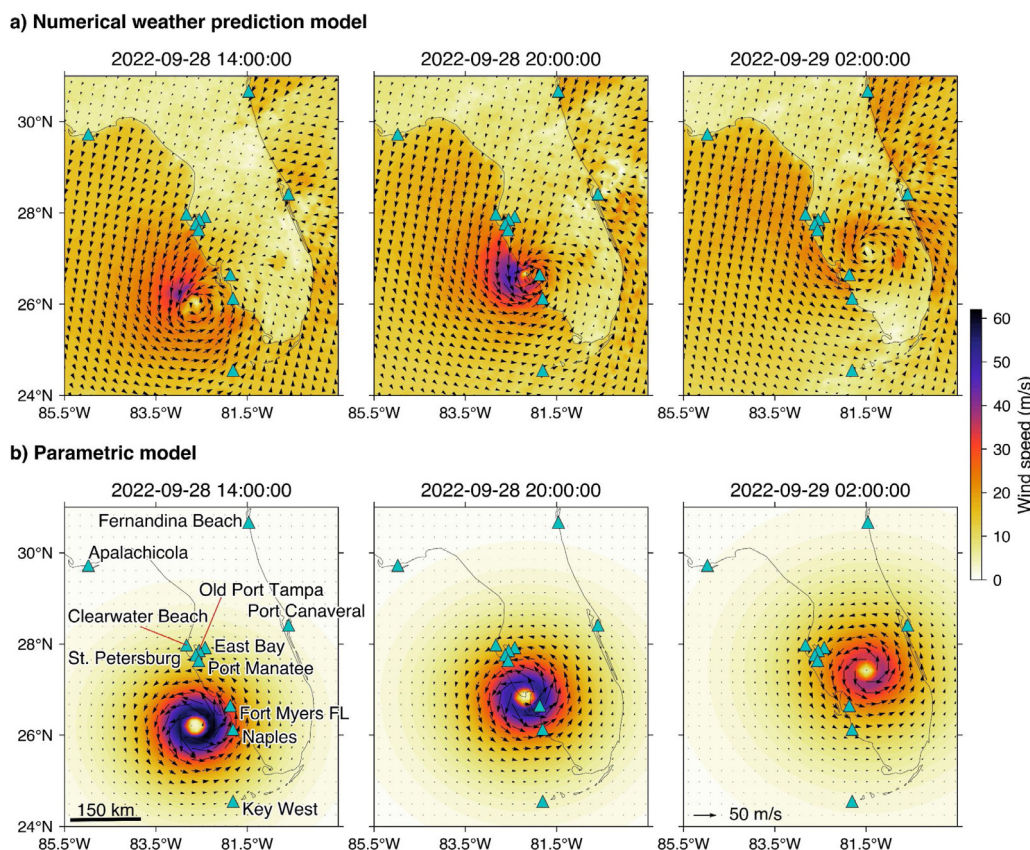 a) Numerical weather prediction model
2022-09-28 14:00:00
2022-09-28 20:00:00
2022-09-29 02:00:00
30°N
28°N
26°N
24°N
85.5°W
83.5°W
81.5°W
85.5°W
83.5°W
81.5°W
85.5°W
83.5°W
81.5°W
60
50
40
30
20
10
0
Wind speed (m/s)
b) Parametric model
2022-09-28 14:00:00
2022-09-28 20:00:00
2022-09-29 02:00:00
30°N
28°N
26°N
24°N
Fernandina Beach
Apalachicola
Old Port Tampa
Clearwater Beach
Port Canaveral
East Bay
St. Petersburg
Port Manatee
Fort Myers FL
Naples
Key West
150 km
50 m/s
85.5°W
83.5°W
81.5°W
85.5°W
83.5°W
81.5°W
85.5°W
83.5°W
81.5°W